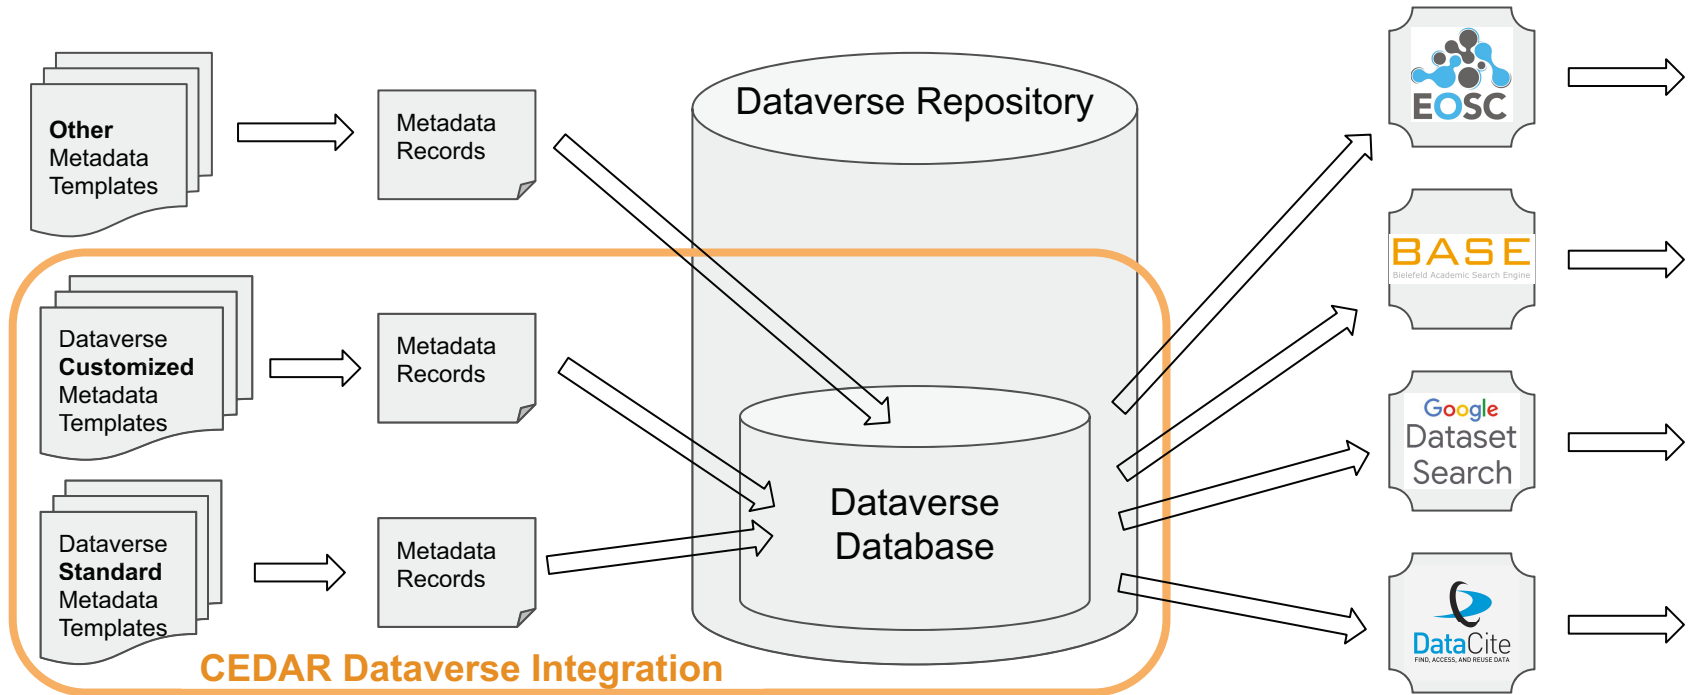 Other
Metadata
Templates
Metadata
Records
Dataverse Repository
EOSC
BASE
Bielefeld Academic Search Engine
Dataverse
Customized
Metadata
Templates
Metadata
Records
Google
Dataset
Search
Dataverse
Database
Dataverse
Standard
Metadata
Templates
Metadata
Records
DataCite
FIND, ACCESS, AND REUSE DATA
CEDAR Dataverse Integration